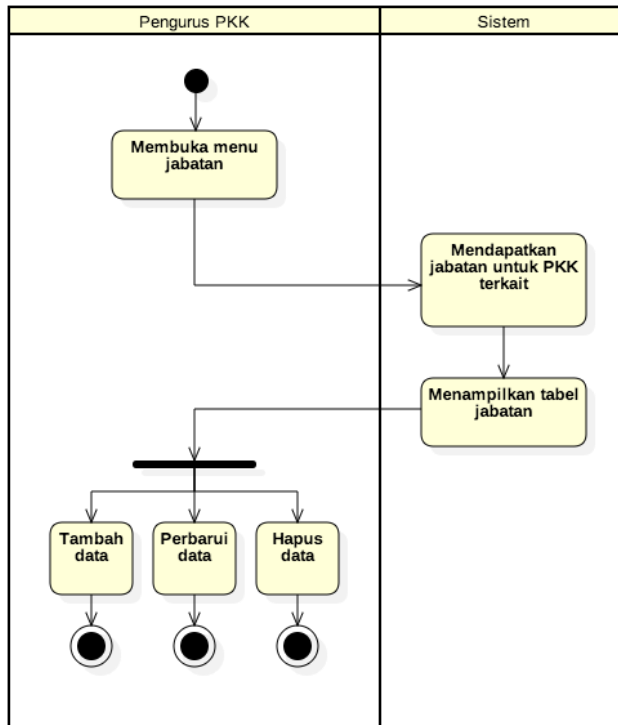 Pengurus PKK
Sistem
Membuka menu
jabatan
Mendapatkan
jabatan untuk PKK
terkait
Menampilkan tabel
jabatan
Tambah
data
Perbarui
data
Hapus
data